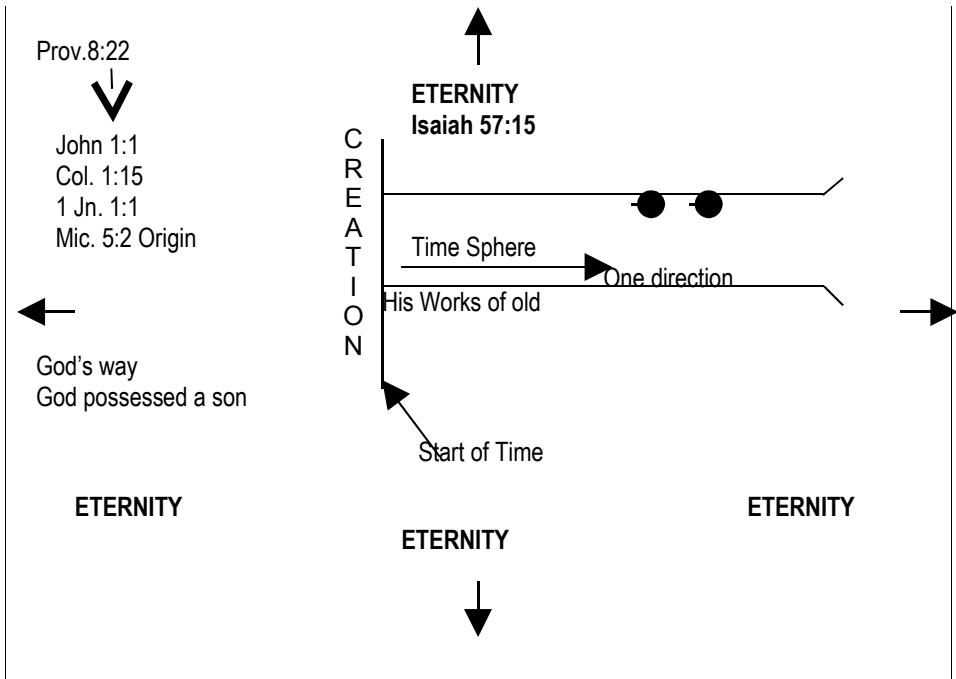 Prov.8:22
ETERNITY
Isaiah 57:15
John 1:1
Col. 1:15
1 Jn. 1:1
Mic. 5:2 Origin
CREATION
Time Sphere
One direction
His Works of old
God's way
God possessed a son
Start of Time
ETERNITY
ETERNITY
ETERNITY